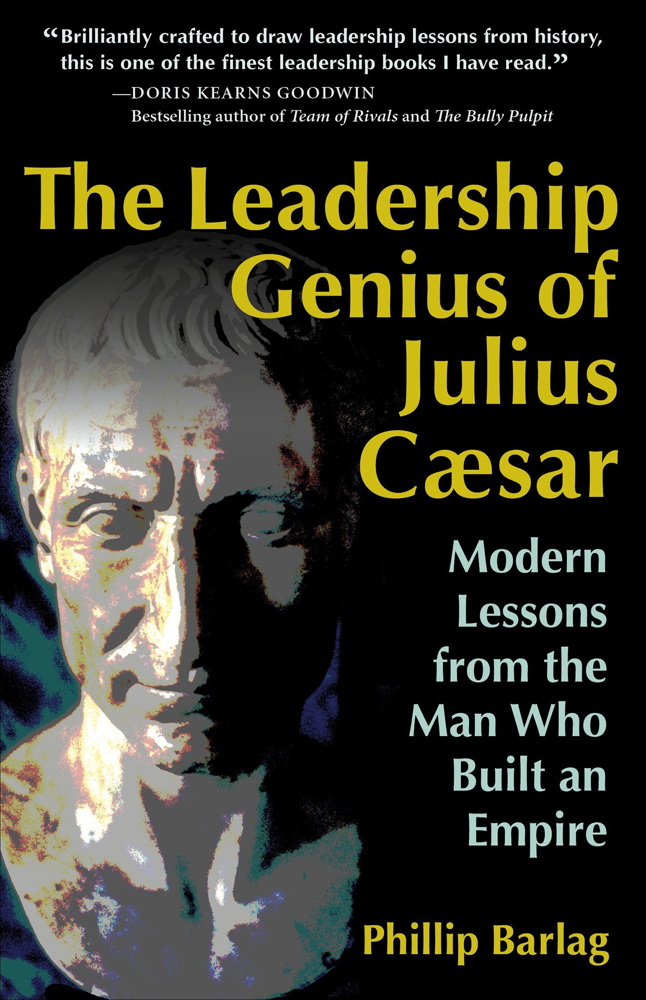 “Brilliantly crafted to draw leadership lessons from history,
this is one of the finest leadership books I have read.”
—DORIS KEARNS GOODWIN
Bestselling author of Team of Rivals and The Bully Pulpit
The Leadership
Genius of
Julius
Cæsar
Modern
Lessons
from the
Man Who
Built an
Empire
Phillip Barlag